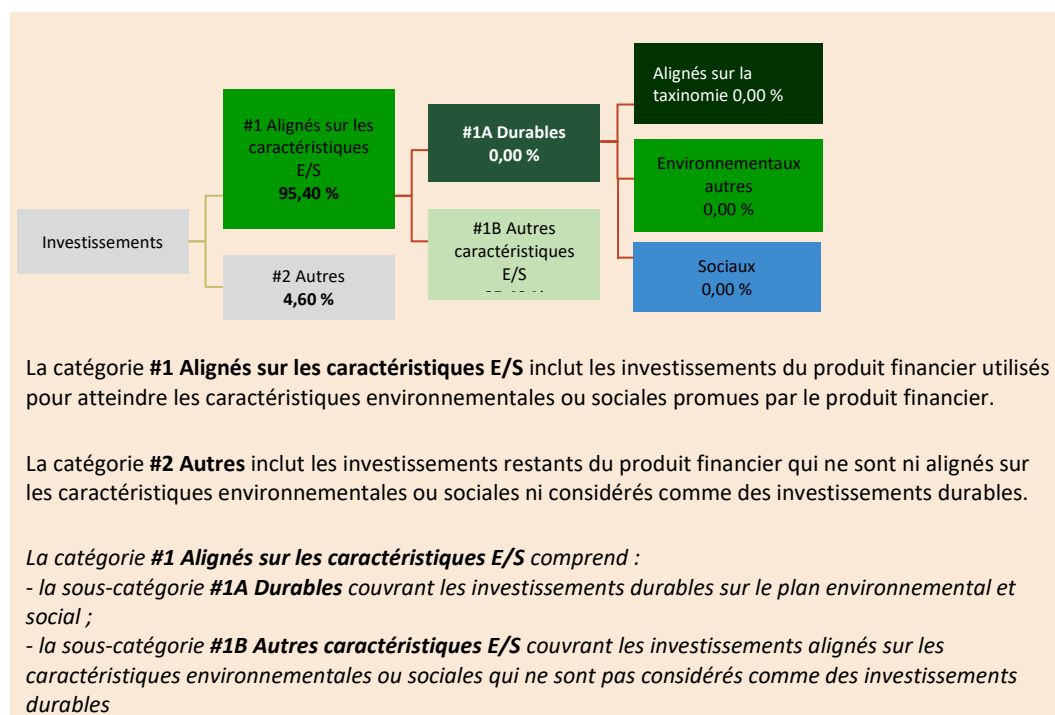 Investissements
#1 Alignés sur les
caractéristiques
E/S
95,40 %
#2 Autres
4,60 %
#1A Durables
0,00 %
#1B Autres
caractéristiques
E/S
Alignés sur la
taxinomie 0,00 %
Environnementaux
autres
0,00 %
Sociaux
0,00 %
La catégorie #1 Alignés sur les caractéristiques E/S inclut les investissements du produit financier utilisés
pour atteindre les caractéristiques environnementales ou sociales promues par le produit financier.
La catégorie #2 Autres inclut les investissements restants du produit financier qui ne sont ni alignés sur
les caractéristiques environnementales ou sociales ni considérés comme des investissements durables.
La catégorie #1 Alignés sur les caractéristiques E/S comprend :
- la sous-catégorie #1A Durables couvrant les investissements durables sur le plan environnemental et
social ;
- la sous-catégorie #1B Autres caractéristiques E/S couvrant les investissements alignés sur les
caractéristiques environnementales ou sociales qui ne sont pas considérés comme des investissements
durables